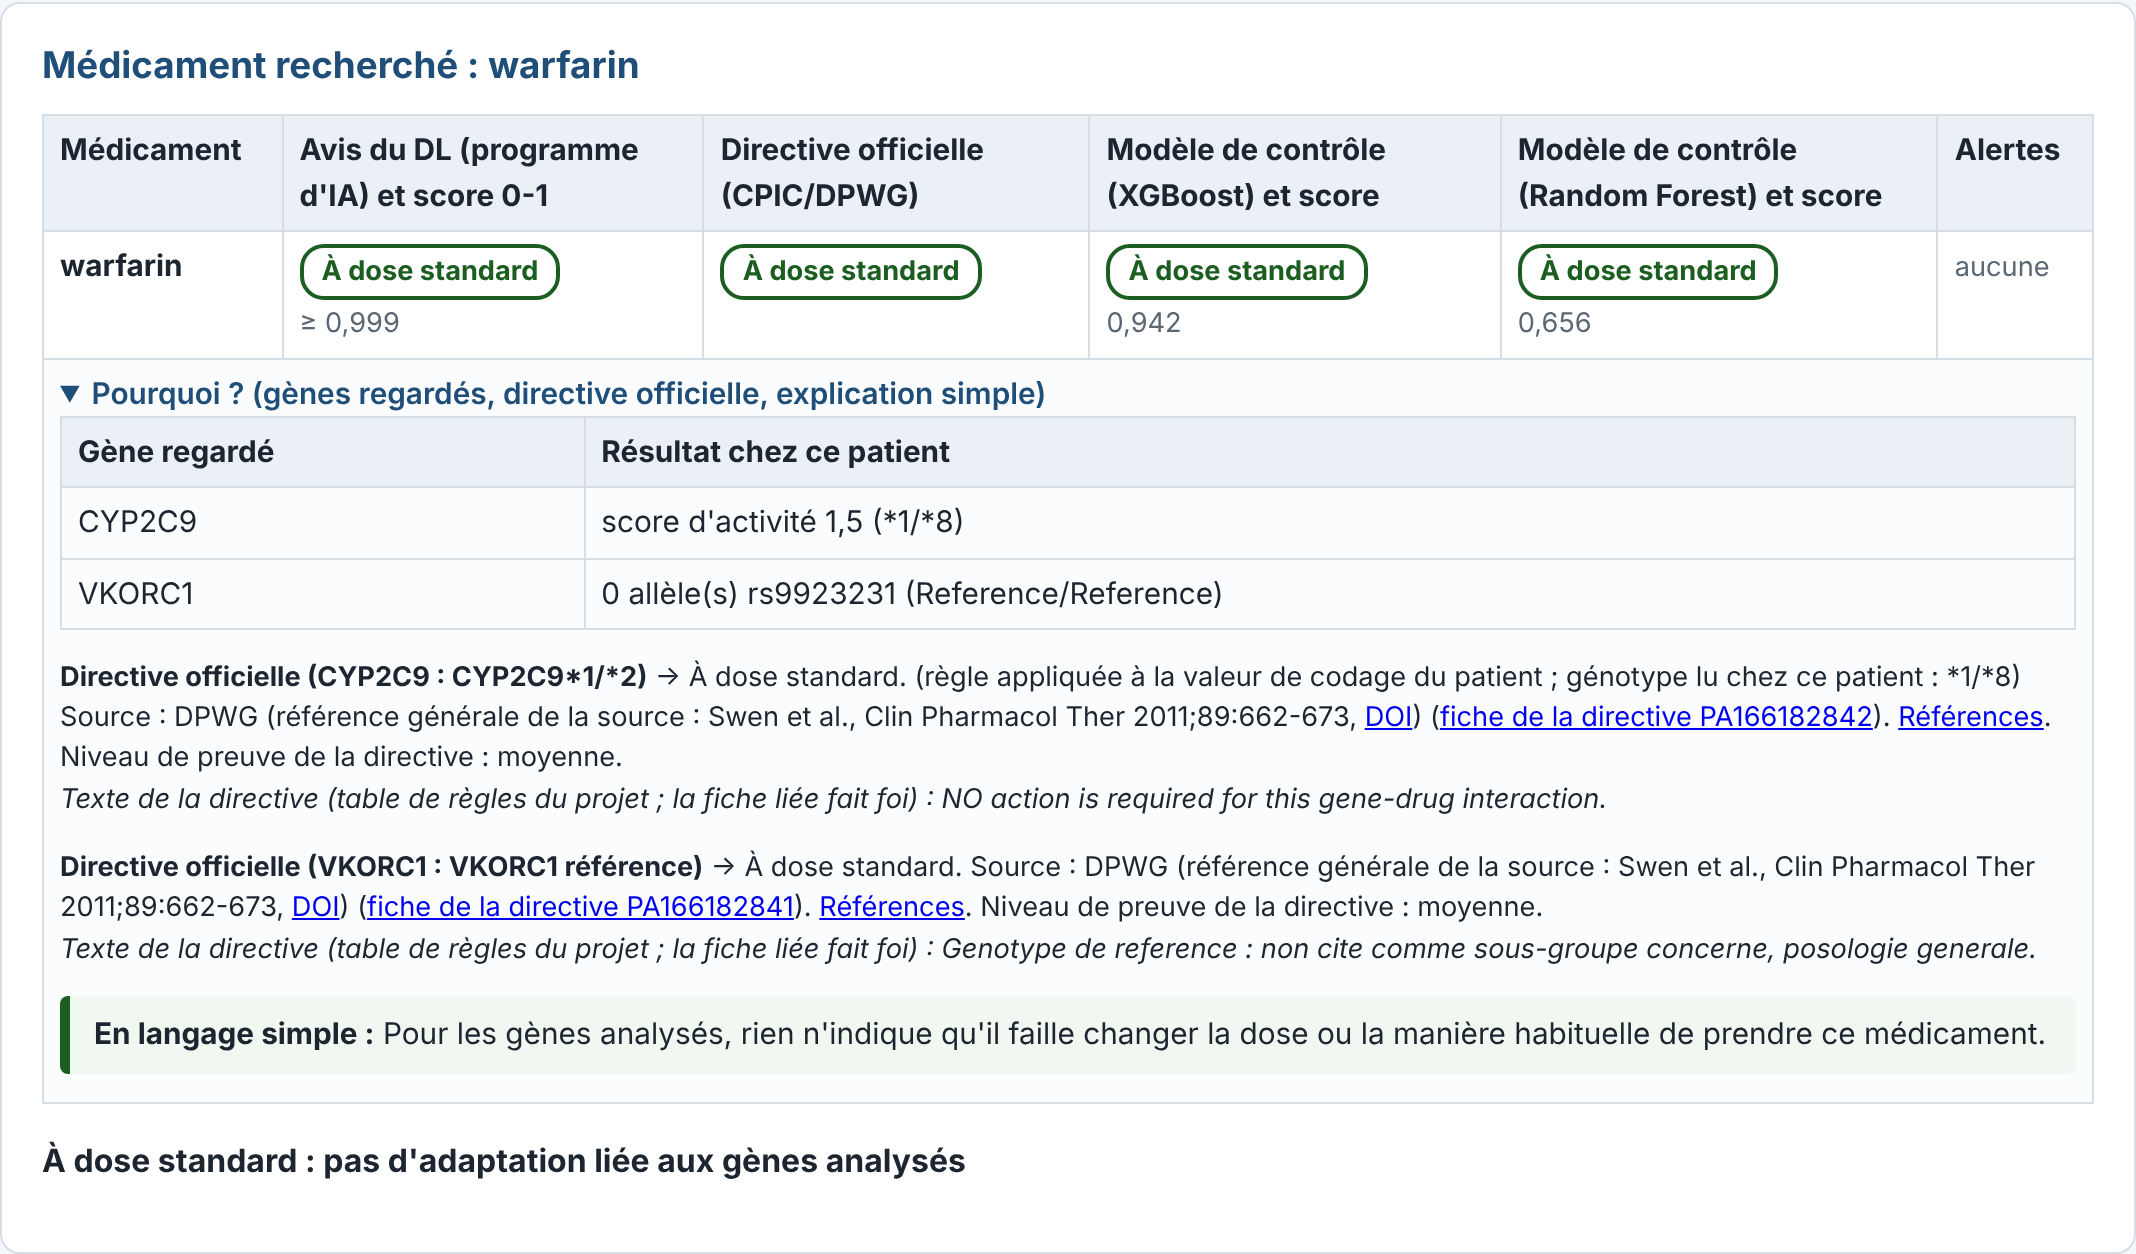 Médicament recherché : warfarin
Médicament
Avis du DL (programme d'IA) et score 0-1
Directive officielle (CPIC/DPWG)
Modèle de contrôle (XGBoost) et score
Modèle de contrôle (Random Forest) et score
Alertes
warfarin
À dose standard
≥ 0,999
À dose standard
À dose standard
0,942
À dose standard
0,656
aucune
▼ Pourquoi ? (gènes regardés, directive officielle, explication simple)
Gène regardé
Résultat chez ce patient
CYP2C9
score d'activité 1,5 (*1/*8)
VKORC1
0 allèle(s) rs9923231 (Reference/Reference)
Directive officielle (CYP2C9 : CYP2C9*1/*2) → À dose standard. (règle appliquée à la valeur de codage du patient ; génotype lu chez ce patient : *1/*8)
Source : DPWG (référence générale de la source : Swen et al., Clin Pharmacol Ther 2011;89:662-673, DOI) (fiche de la directive PA166182842). Références.
Niveau de preuve de la directive : moyenne.
Texte de la directive (table de règles du projet ; la fiche liée fait foi) : NO action is required for this gene-drug interaction.
Directive officielle (VKORC1 : VKORC1 référence) → À dose standard. Source : DPWG (référence générale de la source : Swen et al., Clin Pharmacol Ther
2011;89:662-673, DOI) (fiche de la directive PA166182841). Références. Niveau de preuve de la directive : moyenne.
Texte de la directive (table de règles du projet ; la fiche liée fait foi) : Genotype de reference : non cite comme sous-groupe concerne, posologie generale.
En langage simple : Pour les gènes analysés, rien n'indique qu'il faille changer la dose ou la manière habituelle de prendre ce médicament.
À dose standard : pas d'adaptation liée aux gènes analysés